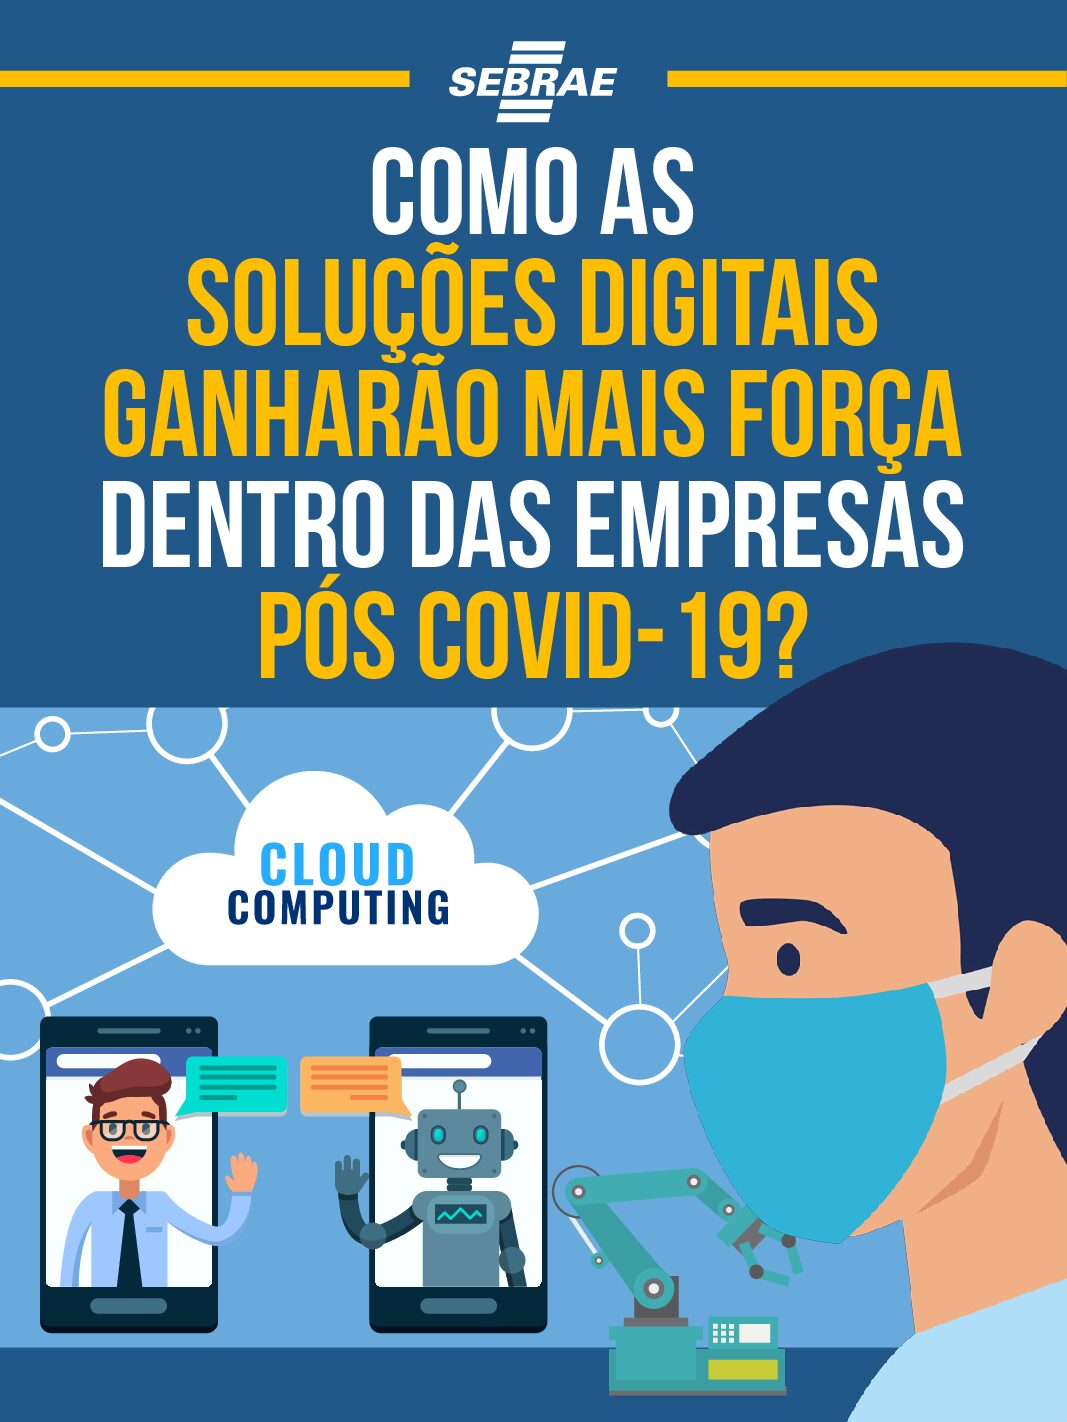 SEBRAE
COMO AS
SOLUÇÕES DIGITAIS
GANHARÃO MAIS FORÇA
DENTRO DAS EMPRESAS
PÓS COVID-19?
CLOUD
COMPUTING